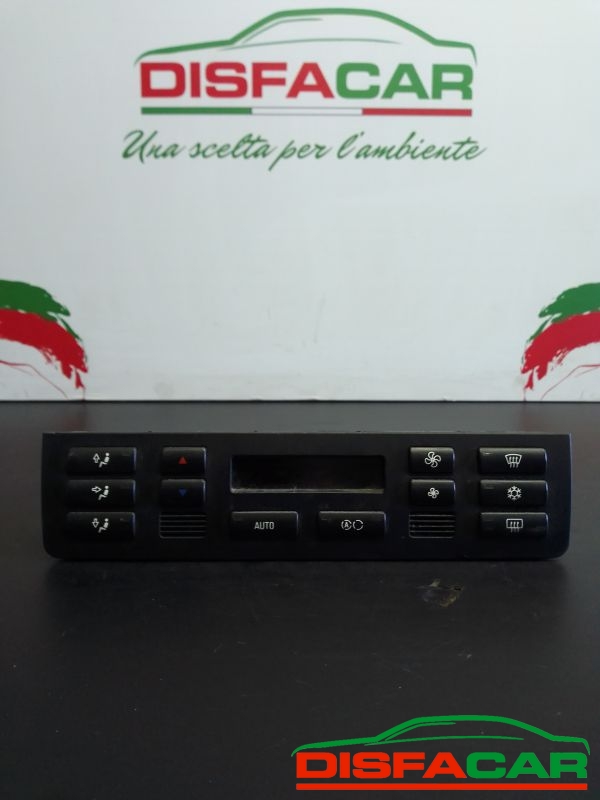 DISFACAR
Una scelta per l'ambiente
AUTO
A
DISFACAR